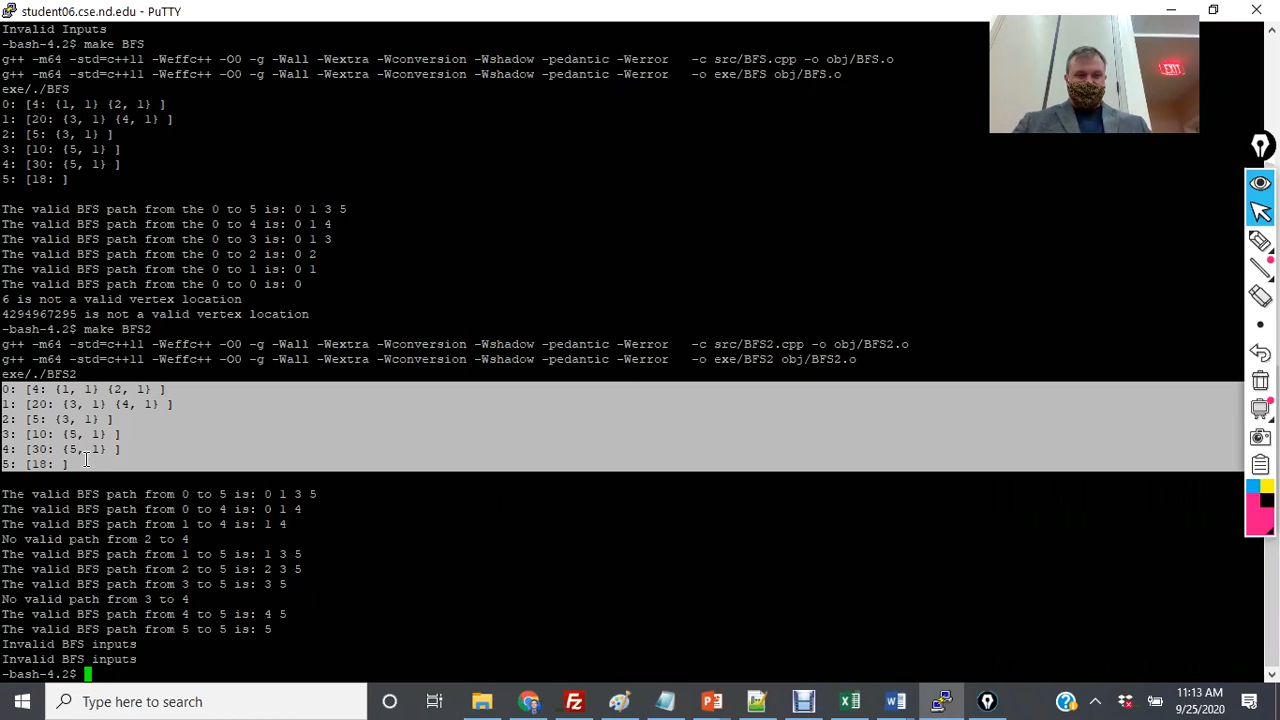 student06.cse.nd.edu - PuTTY
Invalid Inputs
-bash-4.2$ make BFS
g++ -m64 -std=c++11 -Weffc++ -O0 -g -Wall -Wextra -Wconversion -Wshadow -pedantic -Werror   -c src/BFS.cpp -o obj/BFS.o
g++ -m64 -std=c++11 -Weffc++ -O0 -g -Wall -Wextra -Wconversion -Wshadow -pedantic -Werror   -o exe/BFS obj/BFS.o
exe/./BFS
0: [4: {1, 1} {2, 1} ]
1: [20: {3, 1} {4, 1} ]
2: [5: {3, 1} ]
3: [10: {5, 1} ]
4: [30: {5, 1} ]
5: [18: ]
The valid BFS path from the 0 to 5 is: 0 1 3 5
The valid BFS path from the 0 to 4 is: 0 1 4
The valid BFS path from the 0 to 3 is: 0 1 3
The valid BFS path from the 0 to 2 is: 0 2
The valid BFS path from the 0 to 1 is: 0 1
The valid BFS path from the 0 to 0 is: 0
6 is not a valid vertex location
4294967295 is not a valid vertex location
-bash-4.2$ make BFS2
g++ -m64 -std=c++11 -Weffc++ -O0 -g -Wall -Wextra -Wconversion -Wshadow -pedantic -Werror   -c src/BFS2.cpp -o obj/BFS2.o
g++ -m64 -std=c++11 -Weffc++ -O0 -g -Wall -Wextra -Wconversion -Wshadow -pedantic -Werror   -o exe/BFS2 obj/BFS2.o
exe/./BFS2
0: [4: {1, 1} {2, 1} ]
1: [20: {3, 1} {4, 1} ]
2: [5: {3, 1} ]
3: [10: {5, 1} ]
4: [30: {5, 1} ]
5: [18: ]
The valid BFS path from 0 to 5 is: 0 1 3 5
The valid BFS path from 0 to 4 is: 0 1 4
The valid BFS path from 1 to 4 is: 1 4
No valid path from 2 to 4
The valid BFS path from 1 to 5 is: 1 3 5
The valid BFS path from 2 to 5 is: 2 3 5
The valid BFS path from 3 to 5 is: 3 5
No valid path from 3 to 4
The valid BFS path from 4 to 5 is: 4 5
The valid BFS path from 5 to 5 is: 5
Invalid BFS inputs
Invalid BFS inputs
-bash-4.2$
EXIT
Type here to search
11:13 AM
9/25/2020